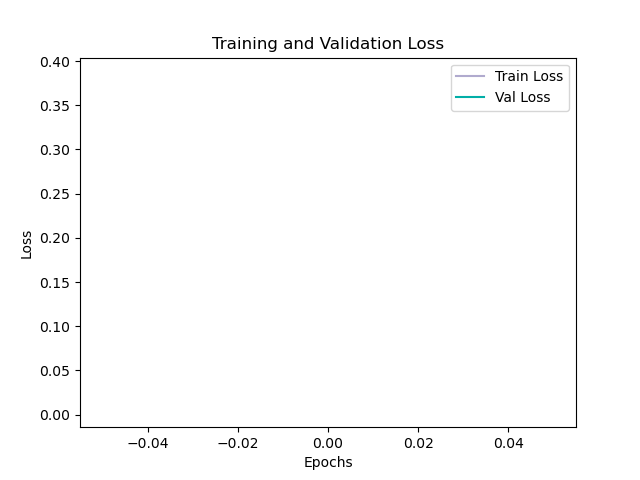 Training and Validation Loss
Train Loss
Val Loss
0.40
0.35
0.30
0.25
0.20
0.15
0.10
0.05
0.00
Loss
−0.04 −0.02 0.00 0.02 0.04
Epochs